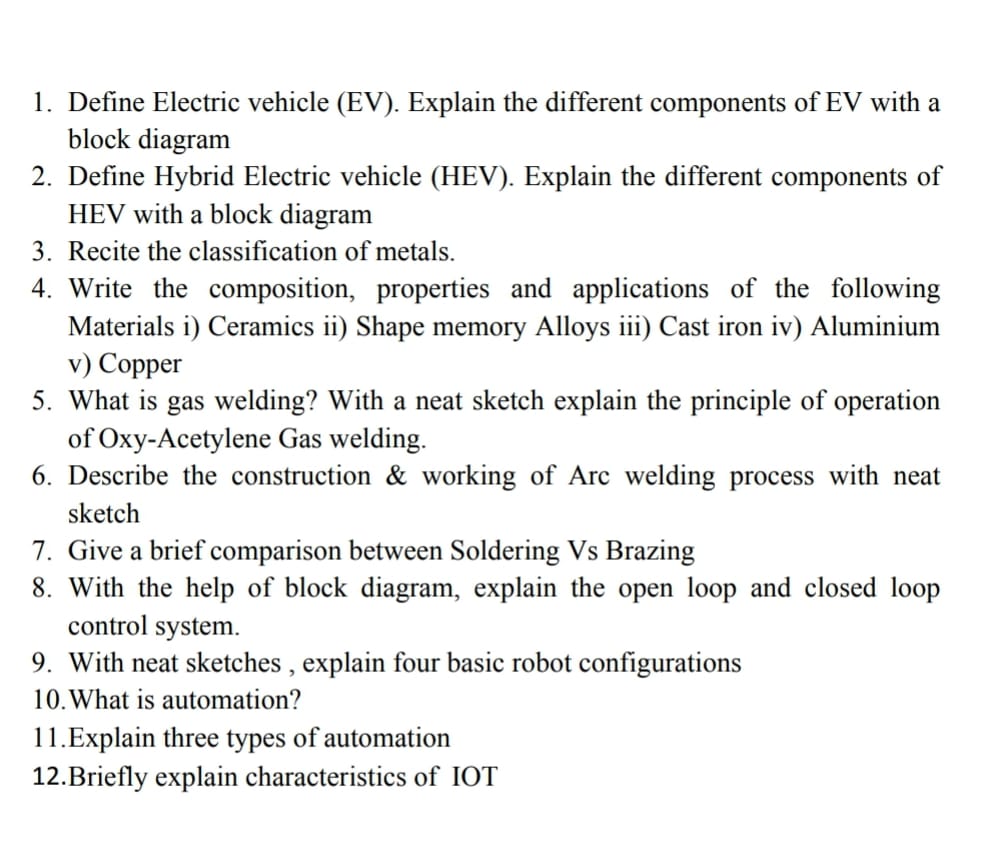 1. Define Electric vehicle (EV). Explain the different components of EV with a
block diagram
2. Define Hybrid Electric vehicle (HEV). Explain the different components of
HEV with a block diagram
3. Recite the classification of metals.
4. Write the composition, properties and applications of the following
Materials i) Ceramics ii) Shape memory Alloys iii) Cast iron iv) Aluminium
v) Copper
5. What is gas welding? With a neat sketch explain the principle of operation
of Oxy-Acetylene Gas welding.
6. Describe the construction & working of Arc welding process with neat
sketch
7. Give a brief comparison between Soldering Vs Brazing
8. With the help of block diagram, explain the open loop and closed loop
control system.
9. With neat sketches , explain four basic robot configurations
10.What is automation?
11.Explain three types of automation
12.Briefly explain characteristics of IOT